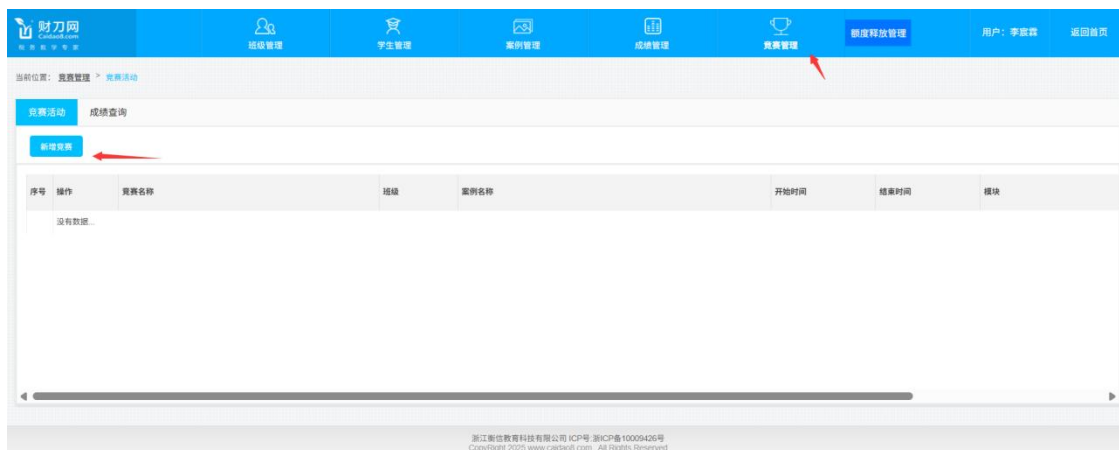 财刀网
Caidao8.com
税费教学专家
班级管理
学生管理
案例管理
成绩管理
竞赛管理
额度释放管理
用户：李宸霖
返回首页
当前位置： 竞赛管理 > 竞赛活动
竞赛活动 成绩查询
新增竞赛
序号 操作 竞赛名称 班级 案例名称 开始时间 结束时间 模块
没有数据...
浙江衡信教育科技有限公司 ICP号:浙ICP备10009426号
CopyRight 2025 www.caidao8.com All Rights Reserved